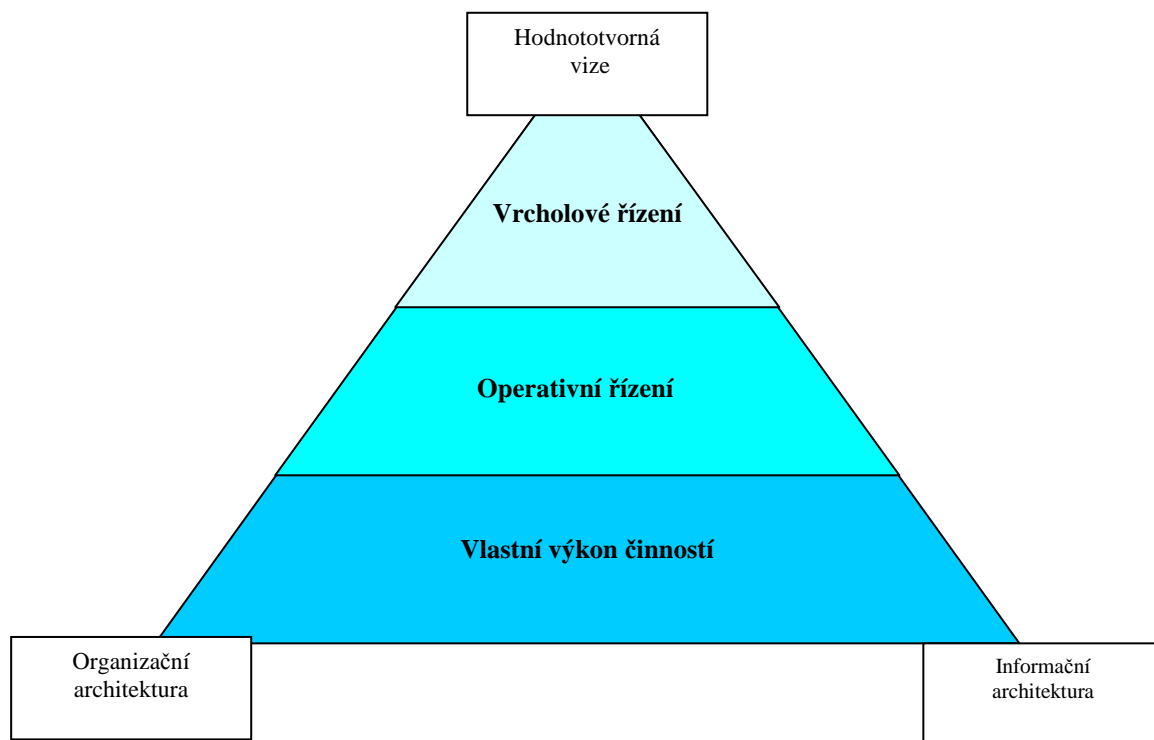 Hodnototvorná
vize
Vrcholové řízení
Operativní řízení
Vlastní výkon činností
Organizační
architektura
Informační
architektura